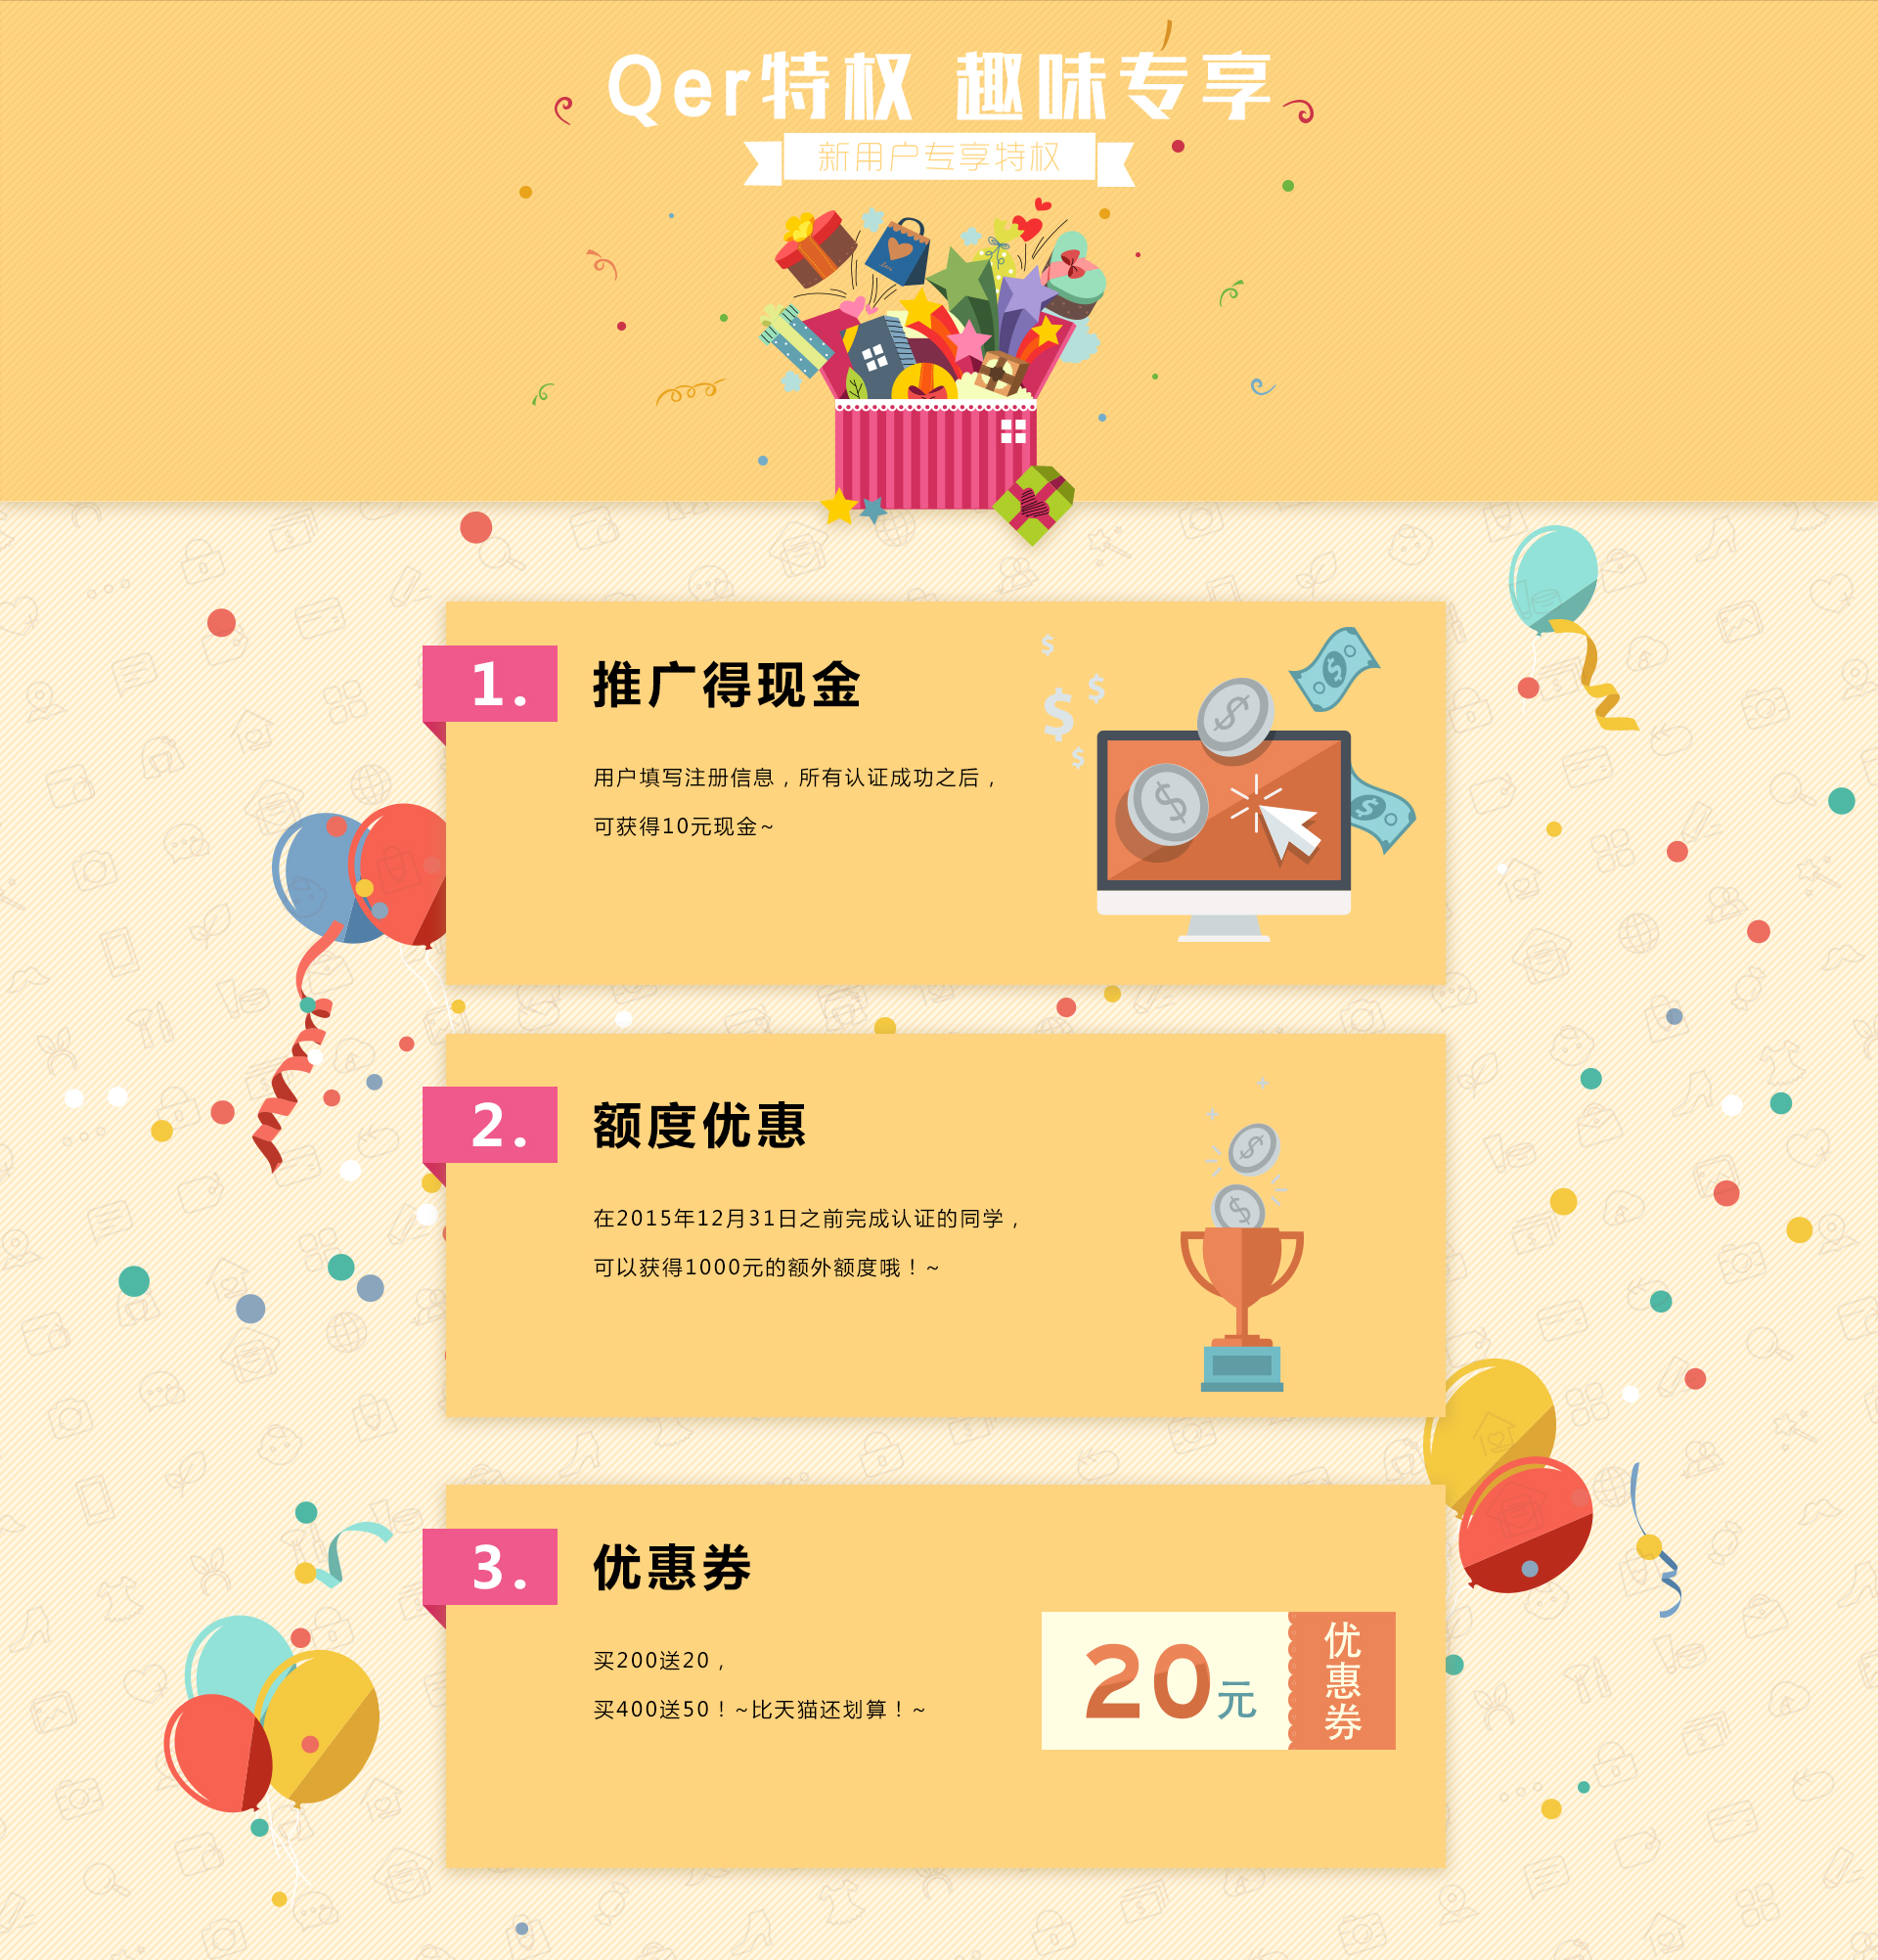 Qer特权 趣味专享
新用户专享特权
1.
推广得现金
用户填写注册信息，所有认证成功之后，
可获得10元现金~
2.
额度优惠
在2015年12月31日之前完成认证的同学，
可以获得1000元的额外额度哦！~
3.
优惠券
买200送20，
买400送50！~比天猫还划算！~
20元
优惠券